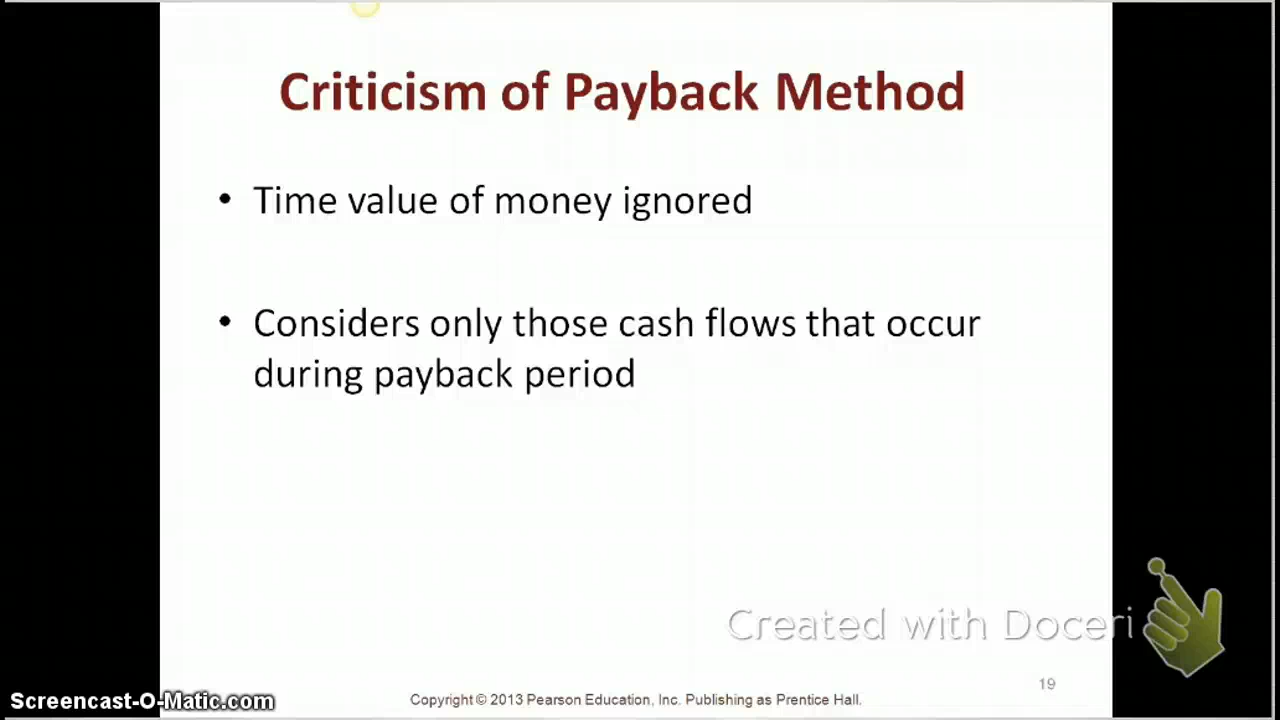 Criticism of Payback Method
• Time value of money ignored
• Considers only those cash flows that occur
during payback period
Created with Doceri
19
Screencast-O-Matic.com
Copyright © 2013 Pearson Education, Inc. Publishing as Prentice Hall.